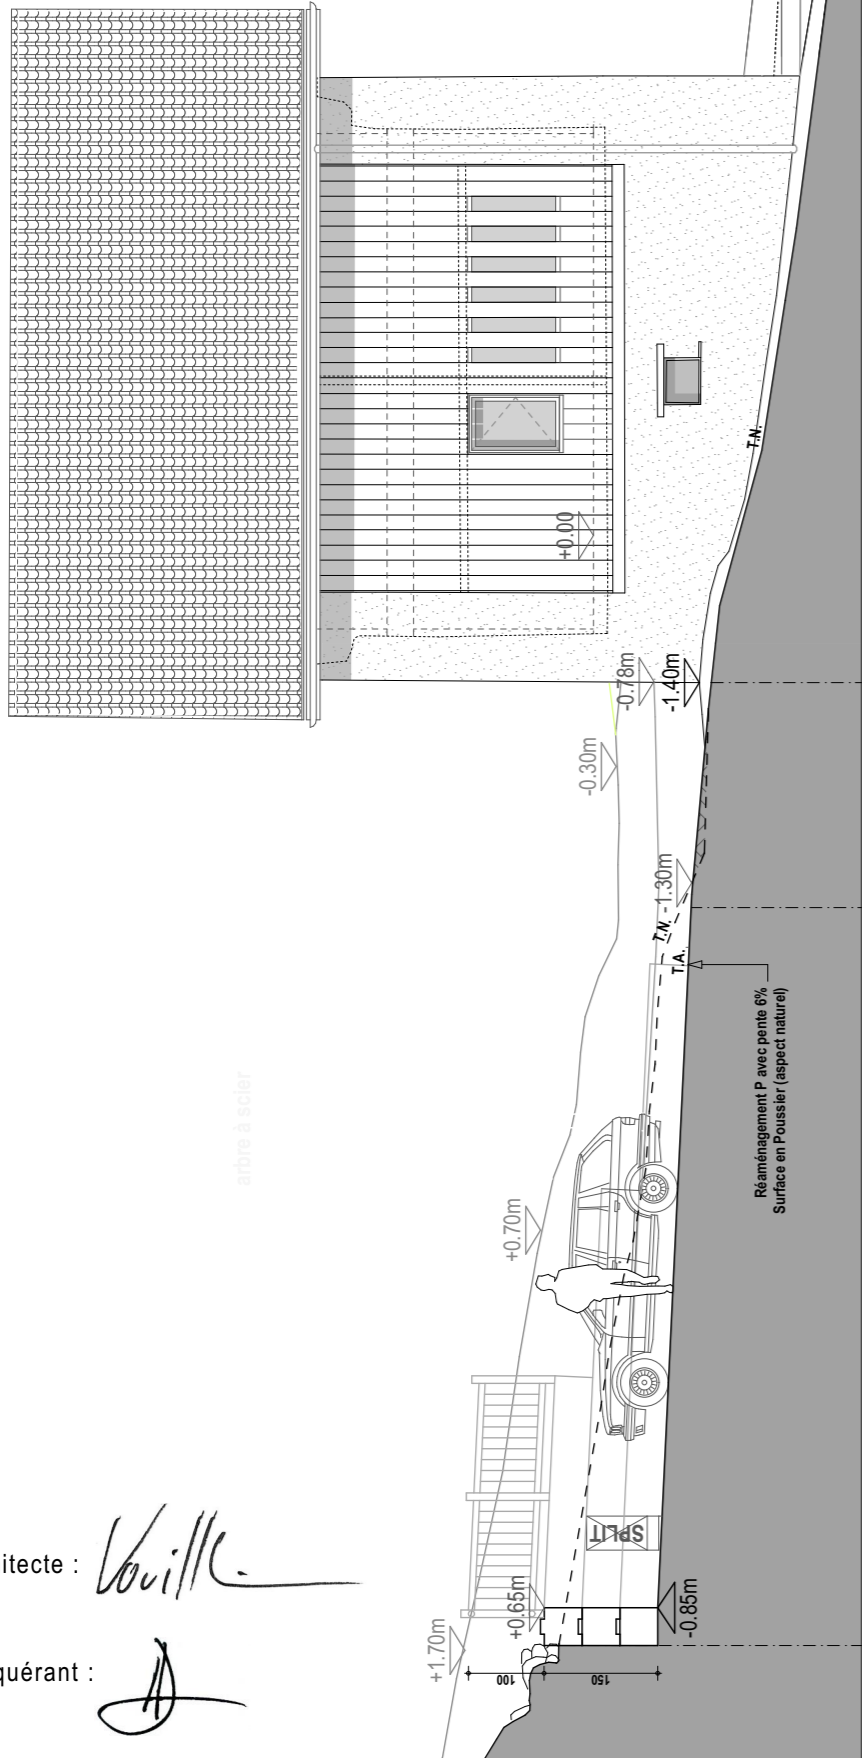 T.N.
+0.00
-0.78m
-1.40m
-0.30m
-1.30m
T.N.
T.A.
Réaménagement P avec pente 6%
Surface en Poussier (aspect naturel)
arbre à scier
+0.70m
SPLIT
+0.65m
-0.85m
+1.70m
100
150
itecte :
quérant :